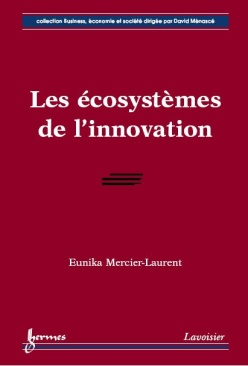 collection Business, économie et société dirigée par David Ménascé
Les écosystèmes
de l'innovation
Eunika Mercier-Laurent
hermes
Lavoisier